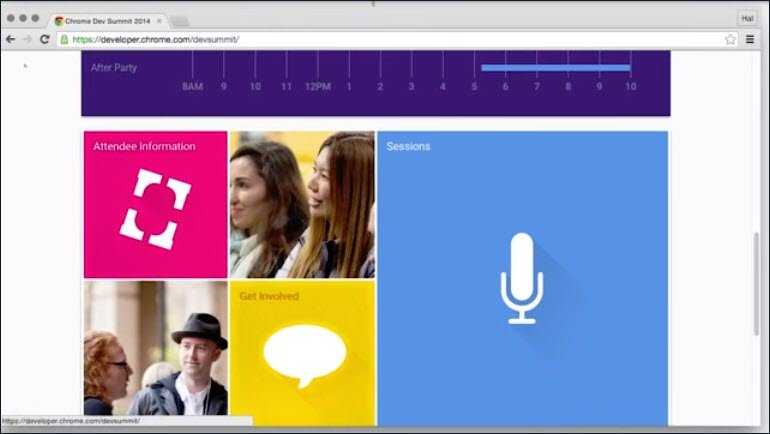 Chrome Dev Summit 2014
Hal
https://developer.chrome.com/devsummit/
After Party
8AM 9 10 11 12PM 1 2 3 4 5 6 7 8 9 10
Attendee Information
Sessions
Get Involved
https://developer.chrome.com/devsummit/